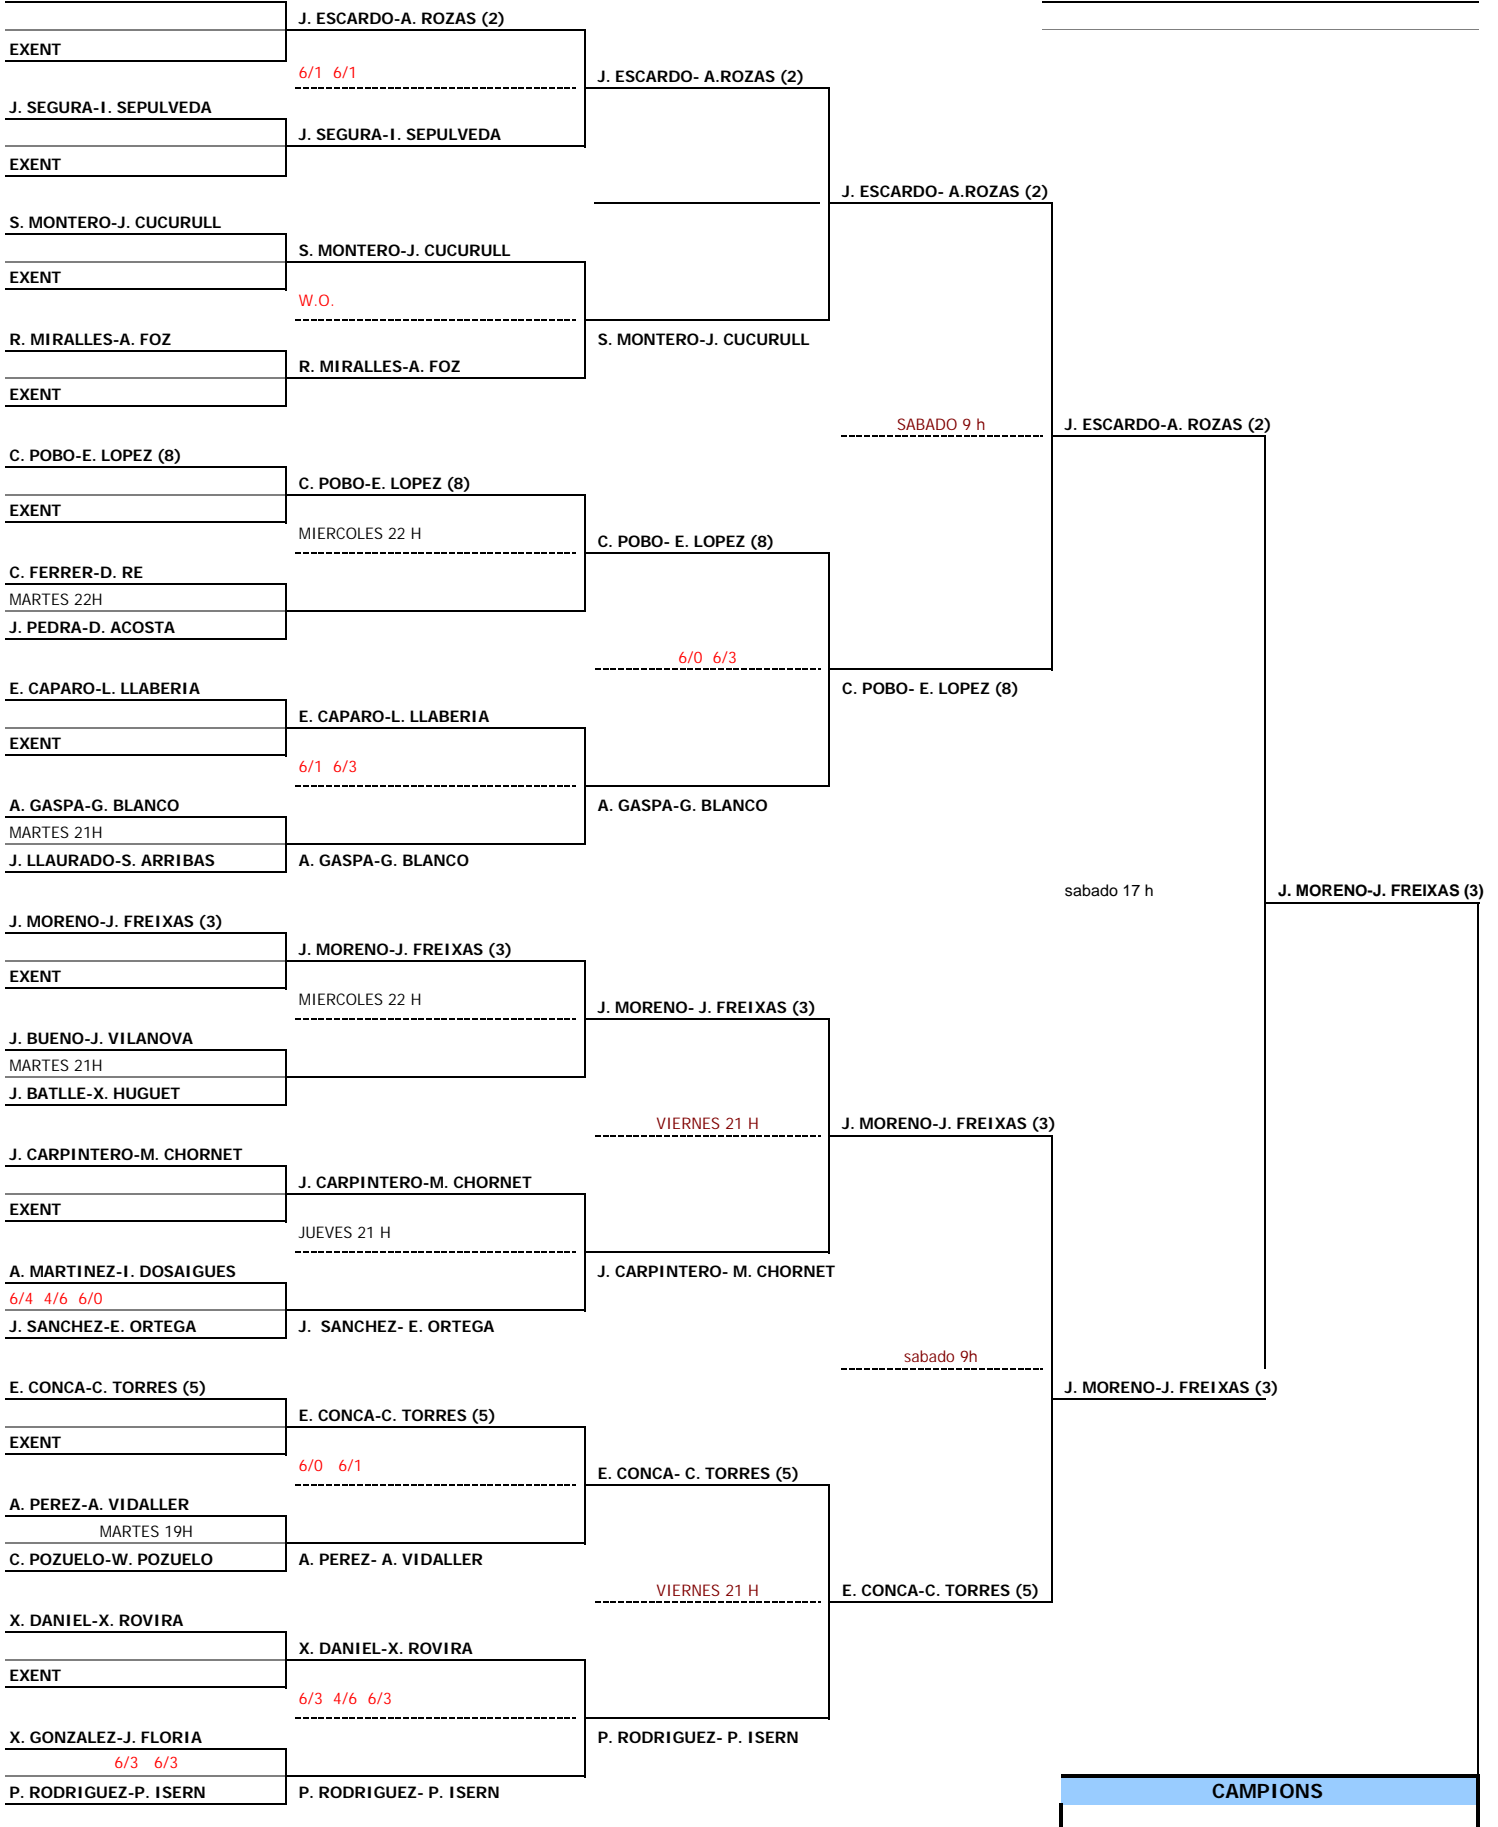 J. ESCARDO-A. ROZAS (2)
EXENT
6/1 6/1
J. ESCARDO- A.ROZAS (2)
J. SEGURA-I. SEPULVEDA
J. SEGURA-I. SEPULVEDA
EXENT
J. ESCARDO- A.ROZAS (2)
S. MONTERO-J. CUCURULL
S. MONTERO-J. CUCURULL
EXENT
W.O.
R. MIRALLES-A. FOZ
S. MONTERO-J. CUCURULL
R. MIRALLES-A. FOZ
EXENT
SABADO 9 h
J. ESCARDO-A. ROZAS (2)
C. POBO-E. LOPEZ (8)
C. POBO-E. LOPEZ (8)
EXENT
MIERCOLES 22 H
C. POBO- E. LOPEZ (8)
C. FERRER-D. RE
MARTES 22H
J. PEDRA-D. ACOSTA
6/0 6/3
E. CAPARO-L. LLABERIA
C. POBO- E. LOPEZ (8)
E. CAPARO-L. LLABERIA
EXENT
6/1 6/3
A. GASPA-G. BLANCO
A. GASPA-G. BLANCO
MARTES 21H
J. LLAURADO-S. ARRIBAS
A. GASPA-G. BLANCO
sabado 17 h
J. MORENO-J. FREIXAS (3)
J. MORENO-J. FREIXAS (3)
J. MORENO-J. FREIXAS (3)
EXENT
MIERCOLES 22 H
J. MORENO- J. FREIXAS (3)
J. BUENO-J. VILANOVA
MARTES 21H
J. BATLLE-X. HUGUET
VIERNES 21 H
J. MORENO-J. FREIXAS (3)
J. CARPINTERO-M. CHORNET
J. CARPINTERO-M. CHORNET
EXENT
JUEVES 21 H
A. MARTINEZ-I. DOSAIGUES
J. CARPINTERO- M. CHORNET
6/4 4/6 6/0
J. SANCHEZ-E. ORTEGA
J. SANCHEZ- E. ORTEGA
sabado 9h
E. CONCA-C. TORRES (5)
J. MORENO-J. FREIXAS (3)
E. CONCA-C. TORRES (5)
EXENT
6/0 6/1
E. CONCA- C. TORRES (5)
A. PEREZ-A. VIDALLER
MARTES 19H
C. POZUELO-W. POZUELO
A. PEREZ- A. VIDALLER
VIERNES 21 H
E. CONCA-C. TORRES (5)
X. DANIEL-X. ROVIRA
X. DANIEL-X. ROVIRA
EXENT
6/3 4/6 6/3
X. GONZALEZ-J. FLORIA
P. RODRIGUEZ- P. ISERN
6/3 6/3
P. RODRIGUEZ-P. ISERN
P. RODRIGUEZ- P. ISERN
CAMPIONS